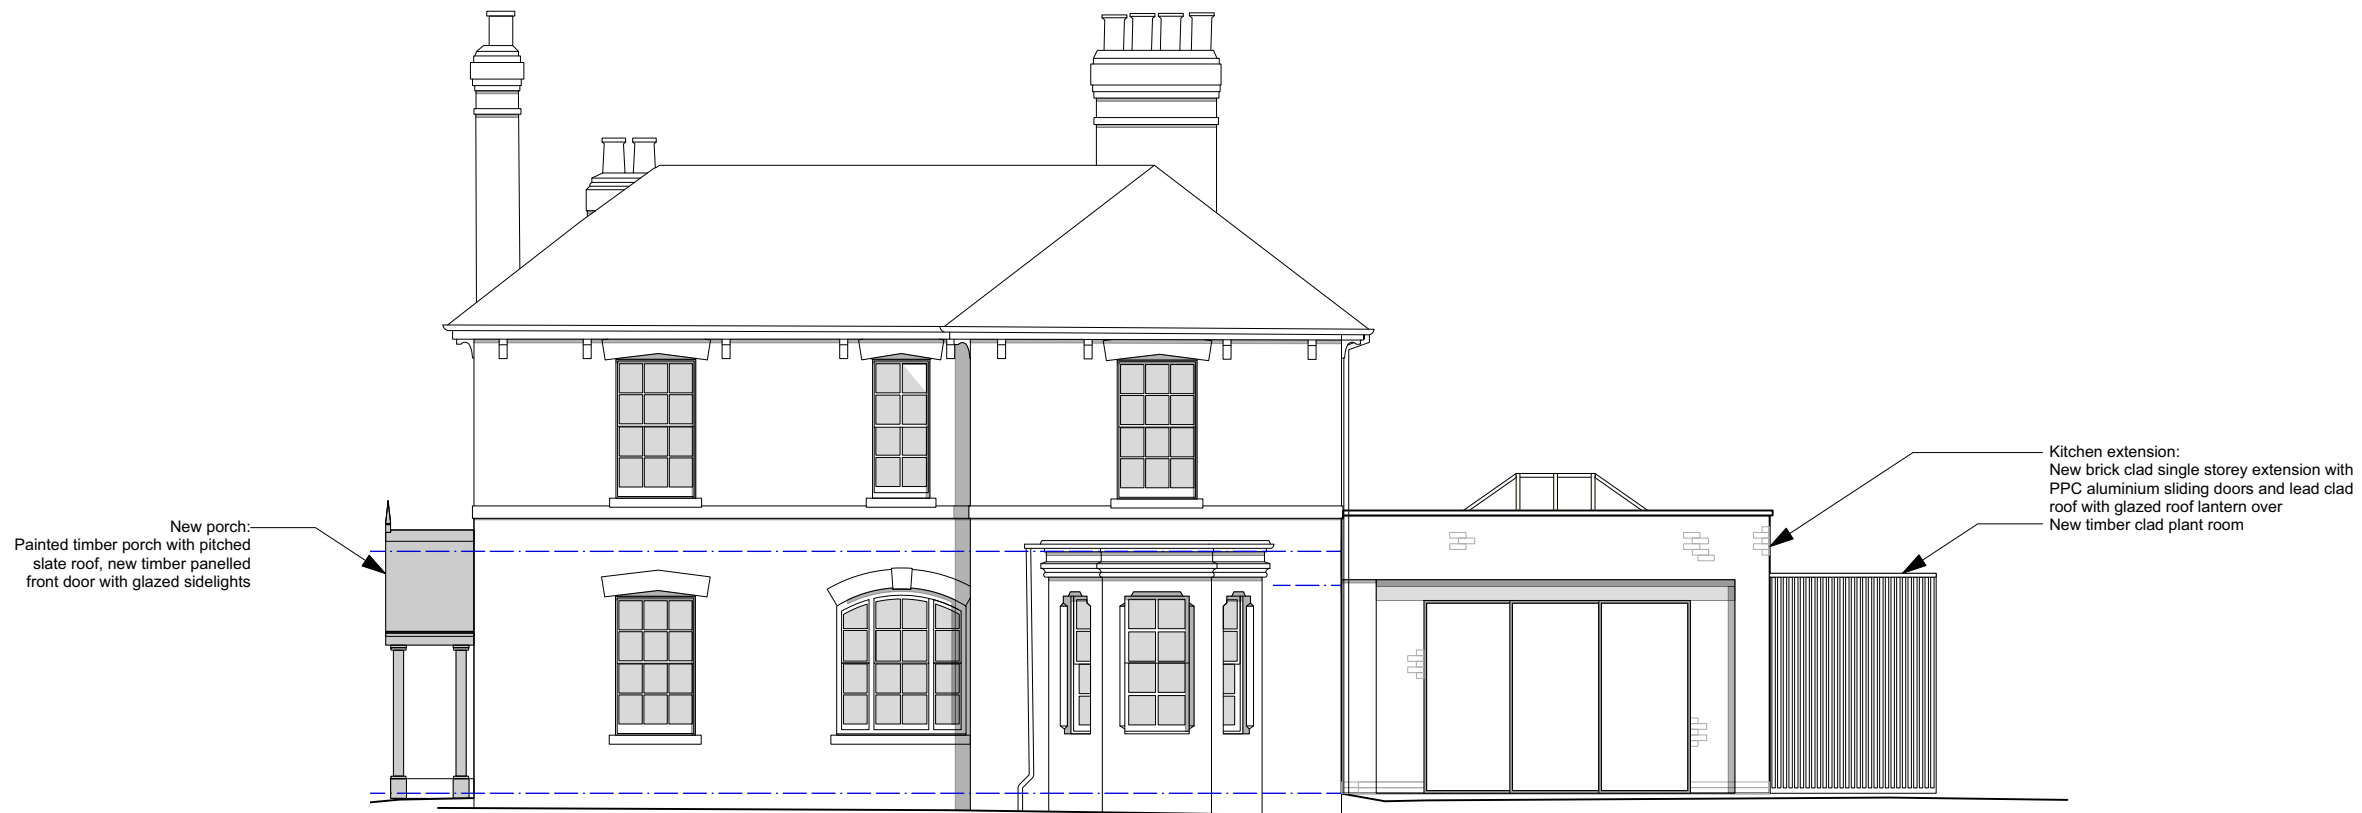 New porch:
Painted timber porch with pitched
slate roof, new timber panelled
front door with glazed sidelights
Kitchen extension:
New brick clad single storey extension with
PPC aluminium sliding doors and lead clad
roof with glazed roof lantern over
New timber clad plant room